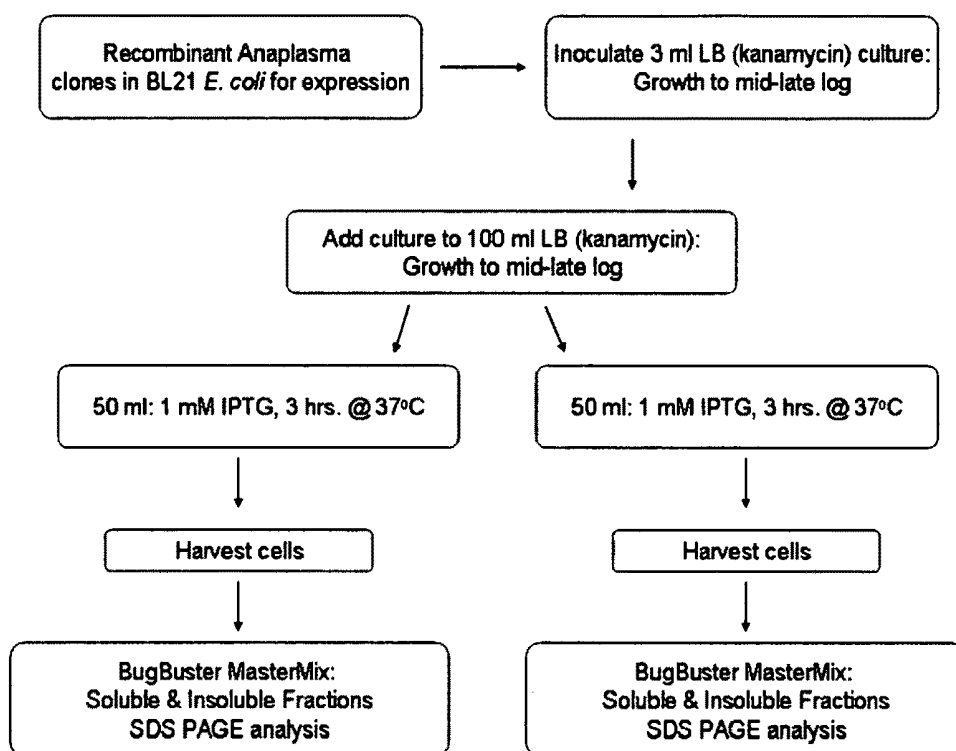 Recombinant Anaplasma
clones in BL21 E. coli for expression
Inoculate 3 ml LB (kanamycin) culture:
Growth to mid-late log
Add culture to 100 ml LB (kanamycin):
Growth to mid-late log
50 ml: 1 mM IPTG, 3 hrs. @ 37ºC
50 ml: 1 mM IPTG, 3 hrs. @ 37ºC
Harvest cells
Harvest cells
BugBuster MasterMix:
Soluble & Insoluble Fractions
SDS PAGE analysis
BugBuster MasterMix:
Soluble & Insoluble Fractions
SDS PAGE analysis